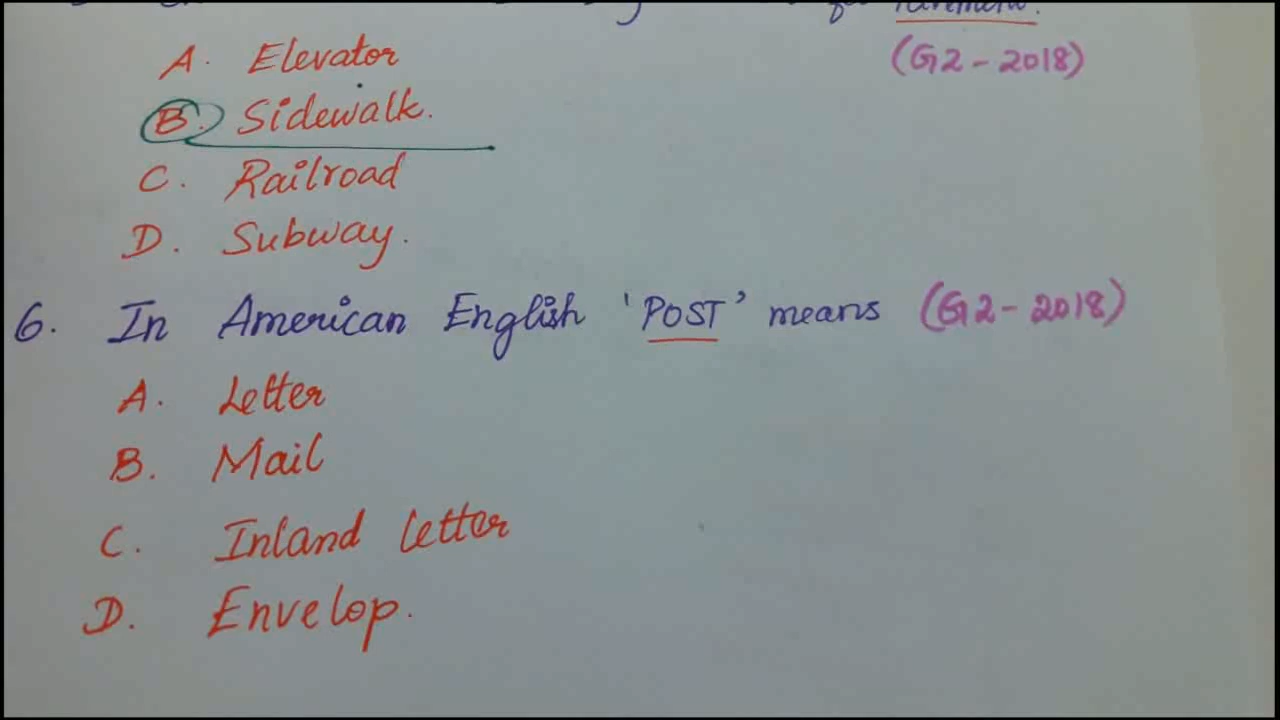 A. Elevator
(G2-2018)
B. Sidewalk.
C. Railroad
D. Subway.
6. In American English 'POST' means (G2-2018)
A. Letter
B. Mail
C. Inland letter
D. Envelop.